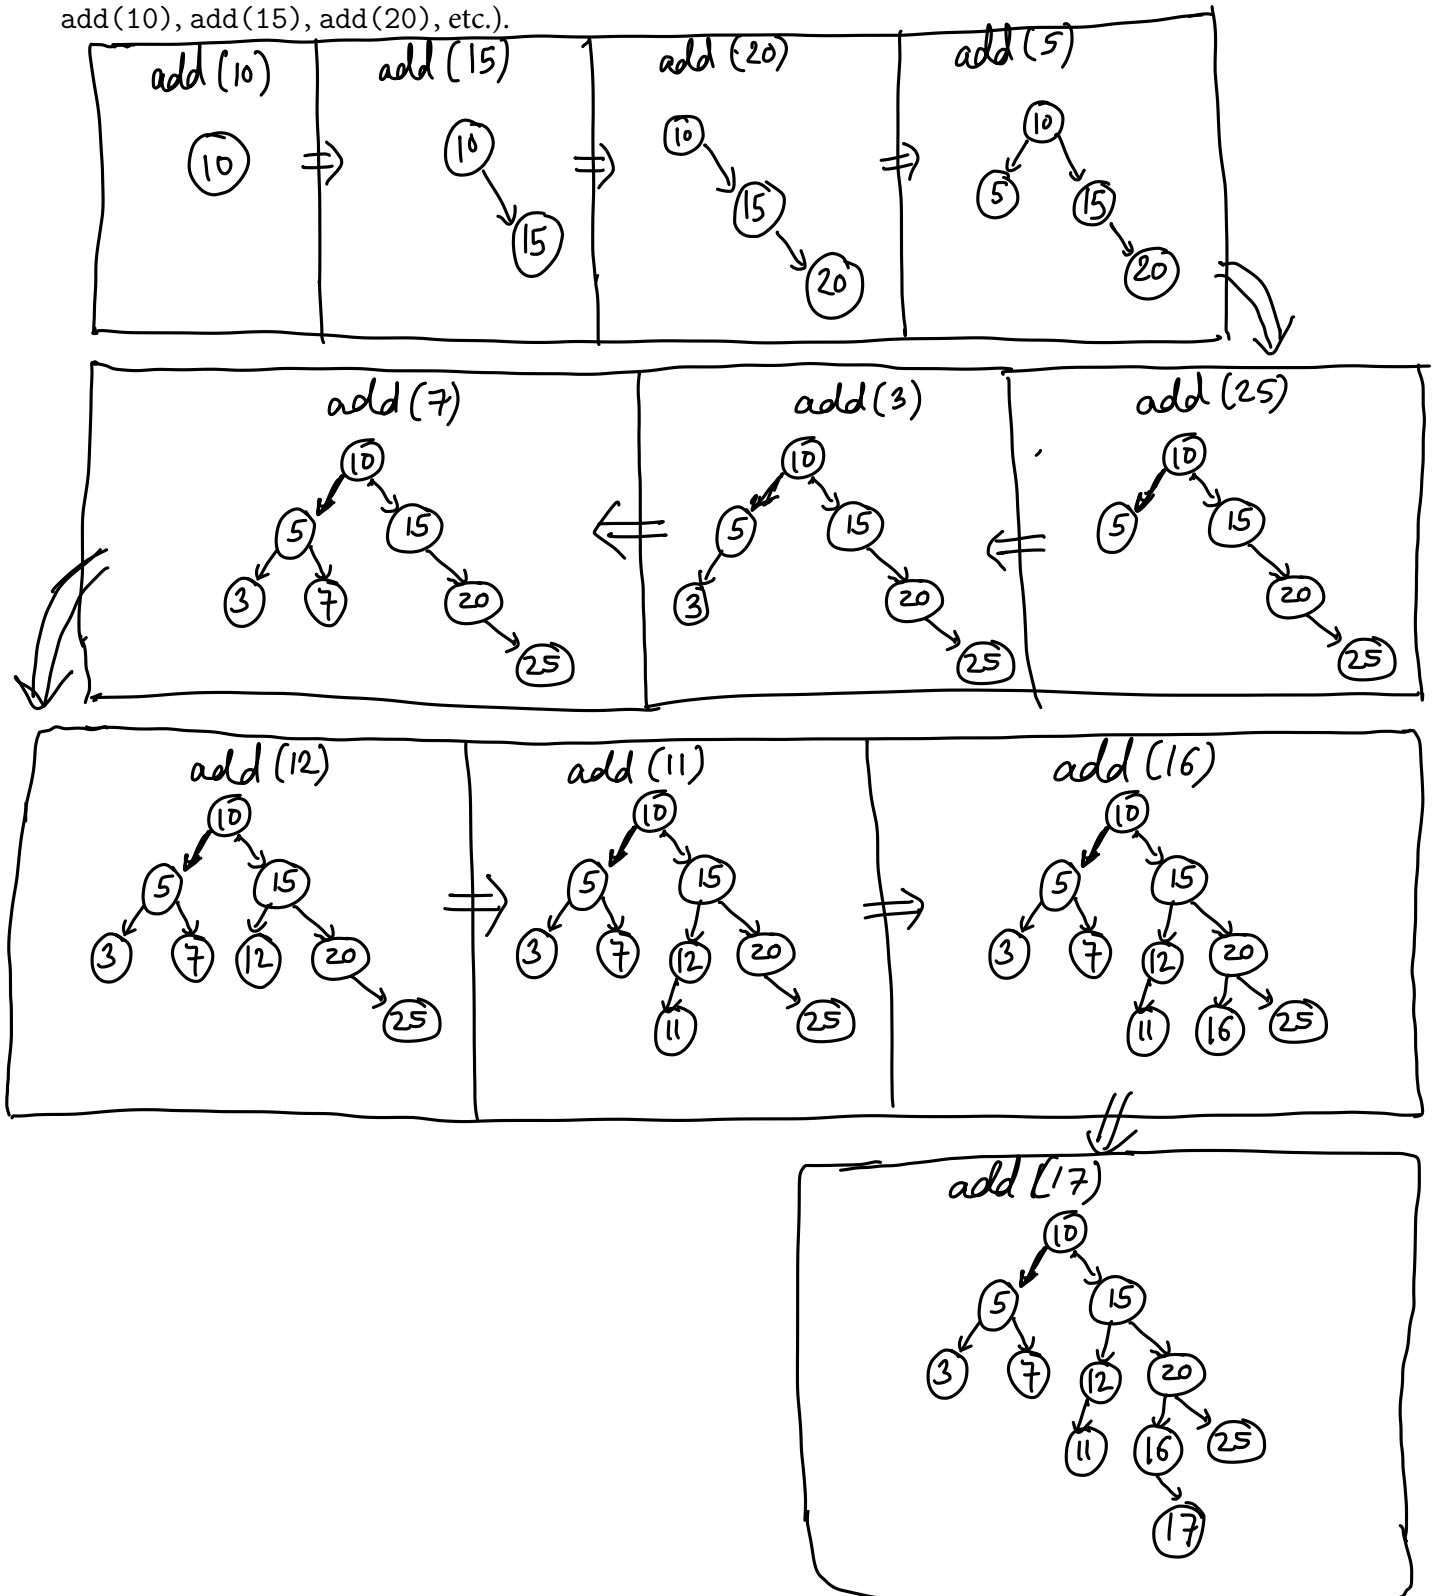 add(10), add(15), add(20), etc.).
add (10)
10
add (15)
10
15
add (20)
10
15
20
add (5)
10
5 15
20
add (7)
10
5 15
3 7 20
25
add (3)
10
5 15
3 20
25
add (25)
10
5 15
20
25
add (12)
10
5 15
3 7 12 20
25
add (11)
10
5 15
3 7 12 20
11 25
add (16)
10
5 15
3 7 12 20
11 16 25
add (17)
10
5 15
3 7 12 20
11 16 25
17